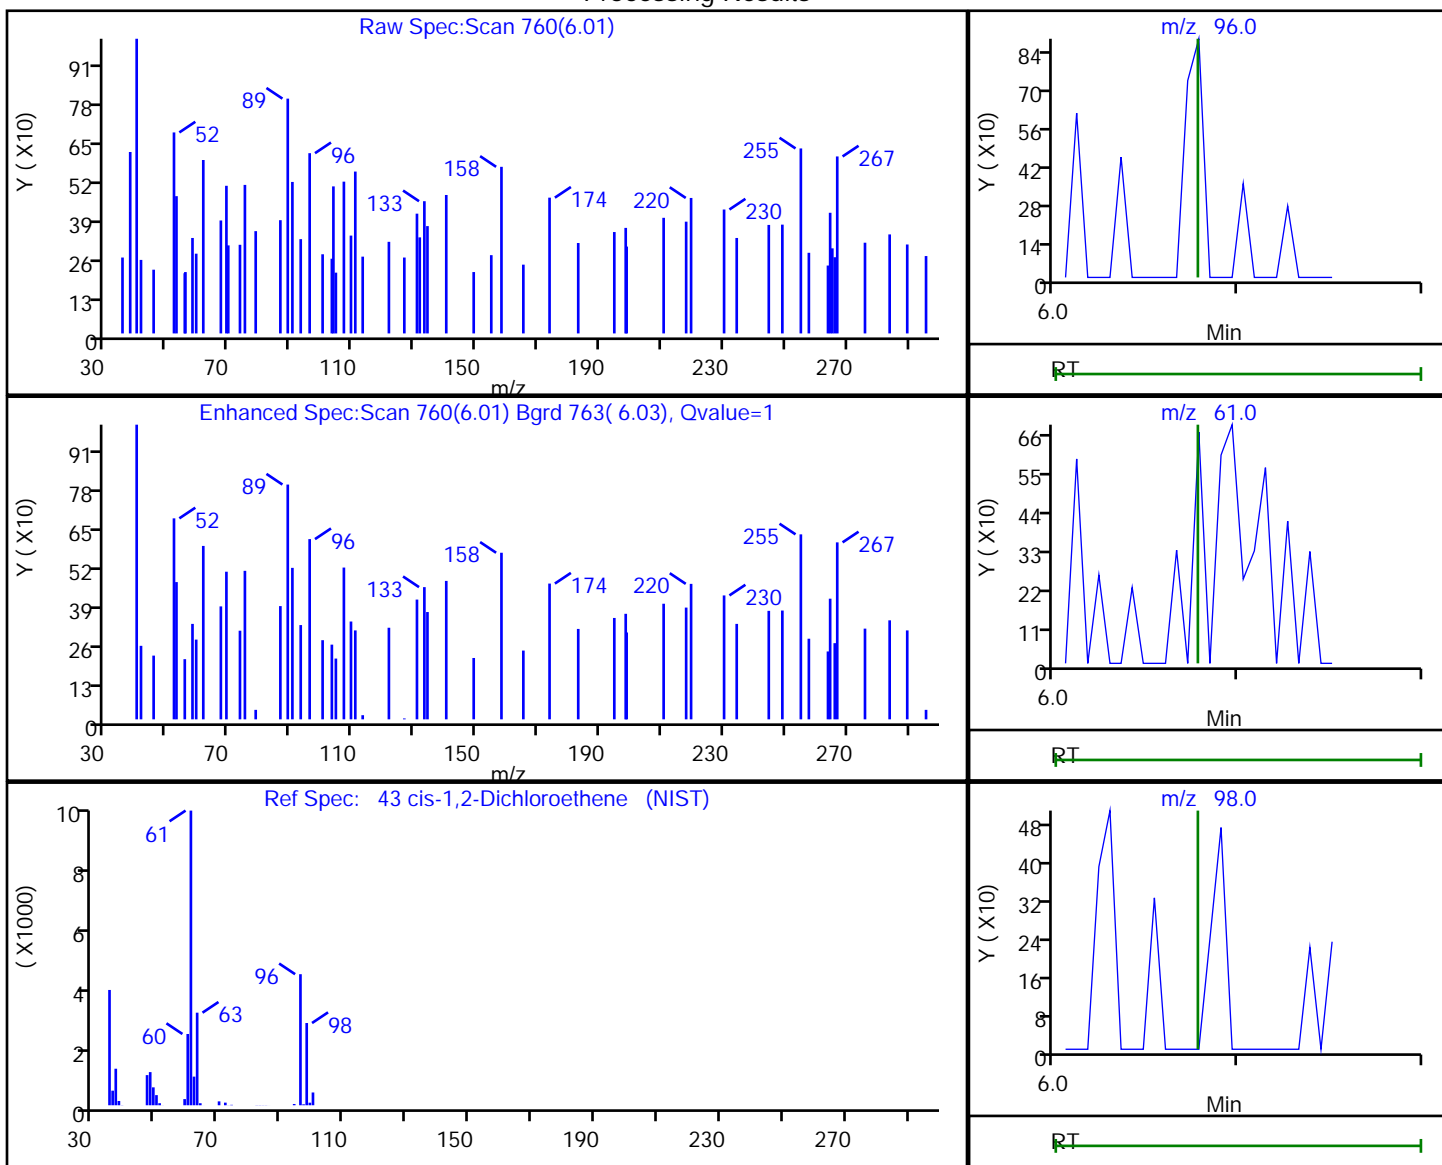 Processing Results
Raw Spec:Scan 760(6.01)
Y ( X10)
91
78
65
52
39
26
13
0
89
52
96
133
158
174
220
230
255
267
30 70 110 150 190 230 270
m/z
m/z 96.0
Y ( X10)
84
70
56
42
28
14
0
6.0
Min
RT
Enhanced Spec:Scan 760(6.01) Bgrd 763( 6.03), Qvalue=1
Y ( X10)
91
78
65
52
39
26
13
0
89
52
96
133
158
174
220
230
255
267
30 70 110 150 190 230 270
m/z
m/z 61.0
Y ( X10)
66
55
44
33
22
11
0
6.0
Min
RT
Ref Spec: 43 cis-1,2-Dichloroethene (NIST)
( X1000)
10
8
6
4
2
0
61
60
63
96
98
30 70 110 150 190 230 270
m/z 98.0
Y ( X10)
48
40
32
24
16
8
0
6.0
Min
RT